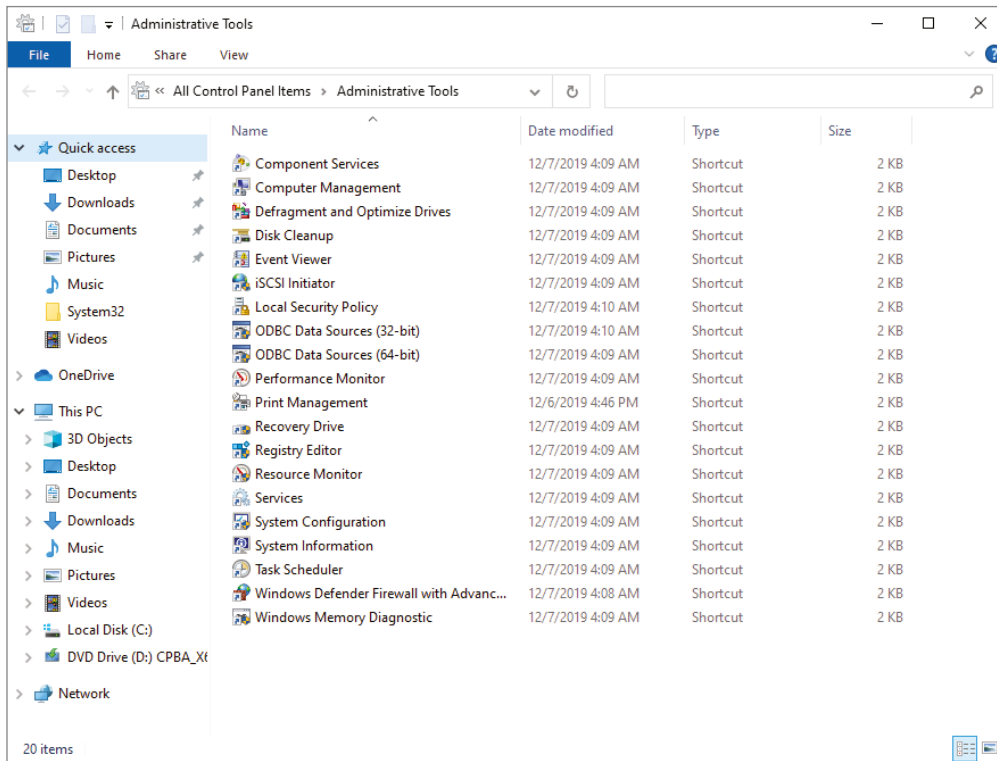 Administrative Tools
File Home Share View
« All Control Panel Items > Administrative Tools
Name Date modified Type Size
Quick access
Desktop
Downloads
Documents
Pictures
Music
System32
Videos
OneDrive
This PC
3D Objects
Desktop
Documents
Downloads
Music
Pictures
Videos
Local Disk (C:)
DVD Drive (D:) CPBA_X6
Network
Component Services 12/7/2019 4:09 AM Shortcut 2 KB
Computer Management 12/7/2019 4:09 AM Shortcut 2 KB
Defragment and Optimize Drives 12/7/2019 4:09 AM Shortcut 2 KB
Disk Cleanup 12/7/2019 4:09 AM Shortcut 2 KB
Event Viewer 12/7/2019 4:09 AM Shortcut 2 KB
iSCSI Initiator 12/7/2019 4:09 AM Shortcut 2 KB
Local Security Policy 12/7/2019 4:10 AM Shortcut 2 KB
ODBC Data Sources (32-bit) 12/7/2019 4:10 AM Shortcut 2 KB
ODBC Data Sources (64-bit) 12/7/2019 4:09 AM Shortcut 2 KB
Performance Monitor 12/7/2019 4:09 AM Shortcut 2 KB
Print Management 12/6/2019 4:46 PM Shortcut 2 KB
Recovery Drive 12/7/2019 4:09 AM Shortcut 2 KB
Registry Editor 12/7/2019 4:09 AM Shortcut 2 KB
Resource Monitor 12/7/2019 4:09 AM Shortcut 2 KB
Services 12/7/2019 4:09 AM Shortcut 2 KB
System Configuration 12/7/2019 4:09 AM Shortcut 2 KB
System Information 12/7/2019 4:09 AM Shortcut 2 KB
Task Scheduler 12/7/2019 4:09 AM Shortcut 2 KB
Windows Defender Firewall with Advanc... 12/7/2019 4:08 AM Shortcut 2 KB
Windows Memory Diagnostic 12/7/2019 4:09 AM Shortcut 2 KB
20 items